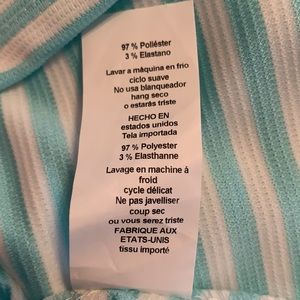 97 % Poliéster
3 % Elastano
Lavar a máquina en frio
ciclo suave
No usa blanqueador
hang seco
o estarás triste
HECHO EN
estados unidos
Tela importada
97 % Polyester
3 % Elasthanne
Lavage en machine à
froid
cycle délicat
Ne pas javelliser
coup sec
ou vous serez triste
FABRIQUE AUX
ETATS-UNIS
tissu importé